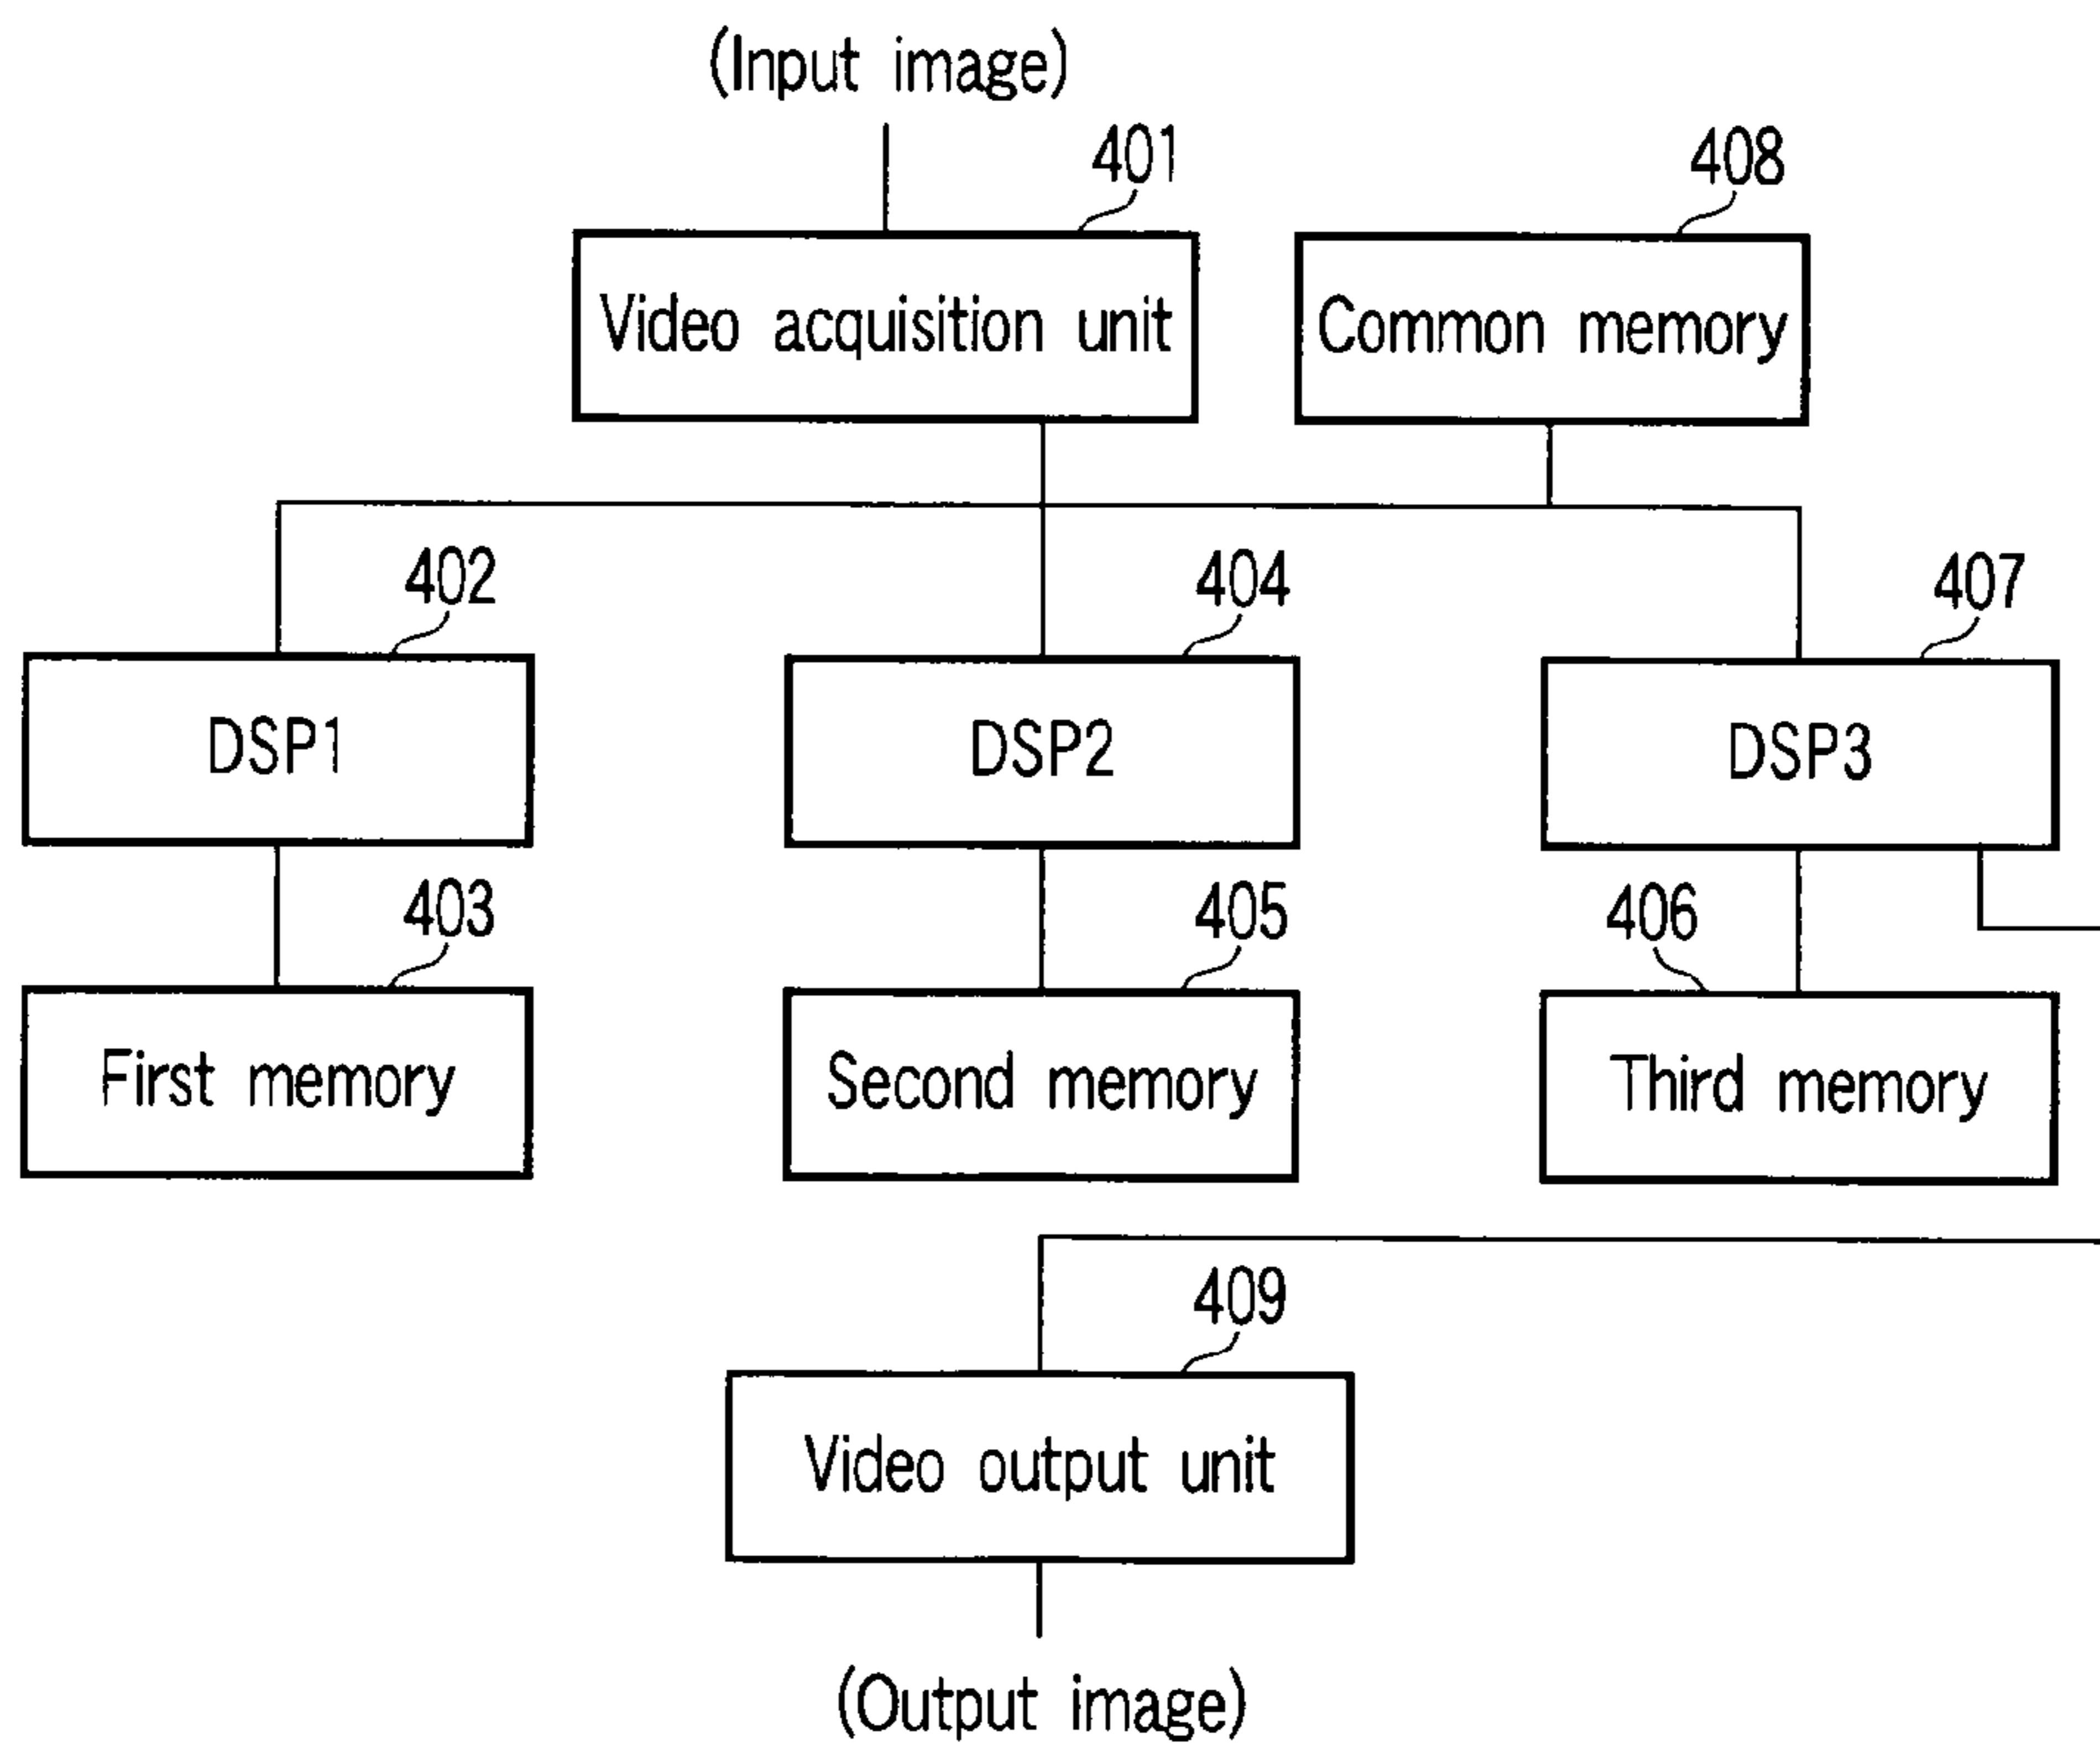 (Input image)
401
408
Video acquisition unit
Common memory
402
404
407
DSP1
DSP2
DSP3
403
405
406
First memory
Second memory
Third memory
409
Video output unit
(Output image)